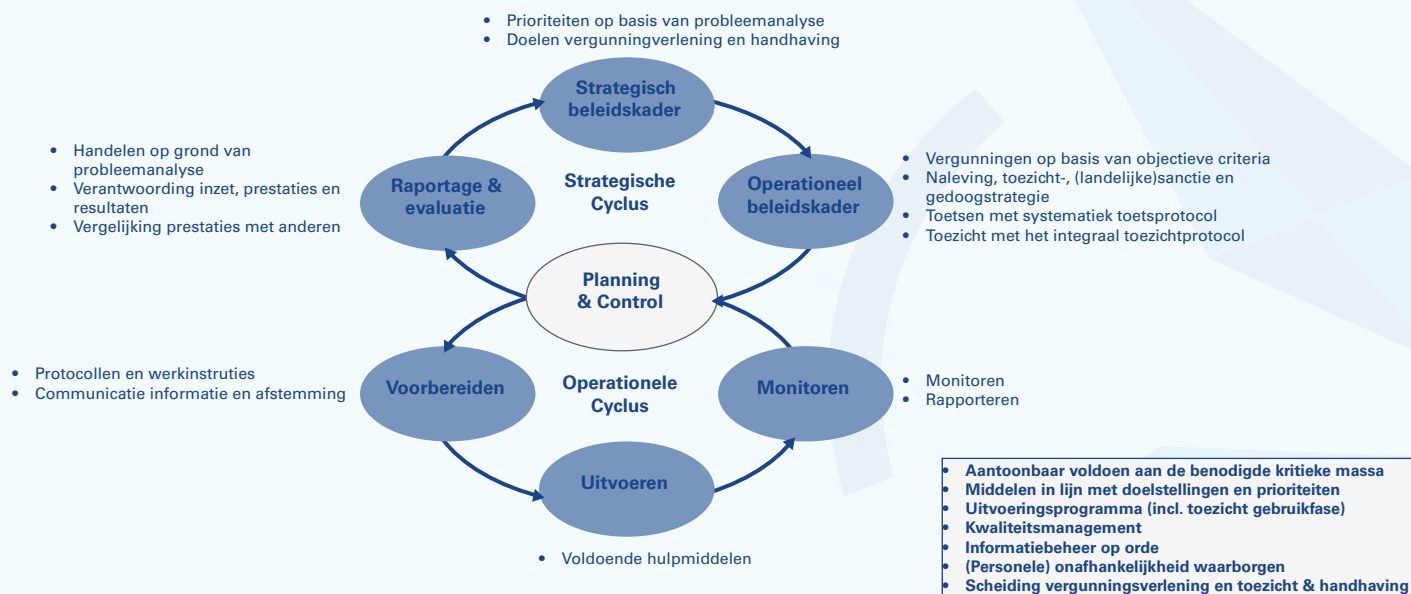 • Prioriteiten op basis van probleemanalyse
• Doelen vergunningverlening en handhaving
Strategisch
beleidskader
• Handelen op grond van
probleemanalyse
• Verantwoording inzet, prestaties en
resultaten
• Vergelijking prestaties met anderen
Raportage &
evaluatie
Strategische
Cyclus
Operationeel
beleidskader
• Vergunningen op basis van objectieve criteria
• Naleving, toezicht-, (landelijke)sanctie en
gedoogstrategie
• Toetsen met systematiek toetsprotocol
• Toezicht met het integraal toezichtprotocol
Planning
& Control
• Protocollen en werkinstruties
• Communicatie informatie en afstemming
Voorbereiden
Operationele
Cyclus
Monitoren
• Monitoren
• Rapporteren
Uitvoeren
• Voldoende hulpmiddelen
• Aantoonbaar voldoen aan de benodigde kritieke massa
• Middelen in lijn met doelstellingen en prioriteiten
• Uitvoeringsprogramma (incl. toezicht gebruikfase)
• Kwaliteitsmanagement
• Informatiebeheer op orde
• (Personele) onafhankelijkheid waarborgen
• Scheiding vergunningsverlening en toezicht & handhaving